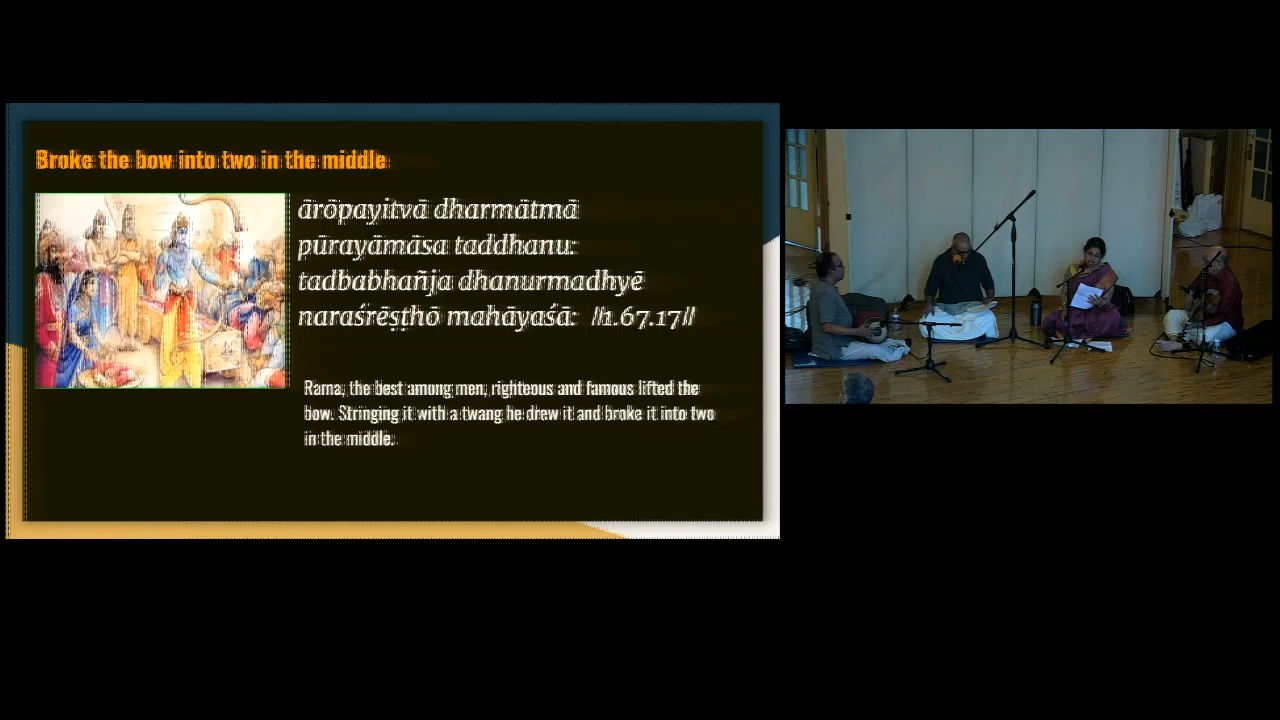 Broke the bow into two in the middle
ārōpayitvā dharmātmā
pūrayāmāsa taddhanu:
tadbabhañja dhanurmadhyē
naraśrēṣṭhō mahāyaśā: //1.67.17//
Rama, the best among men, righteous and famous lifted the
bow. Stringing it with a twang he drew it and broke it into two
in the middle.